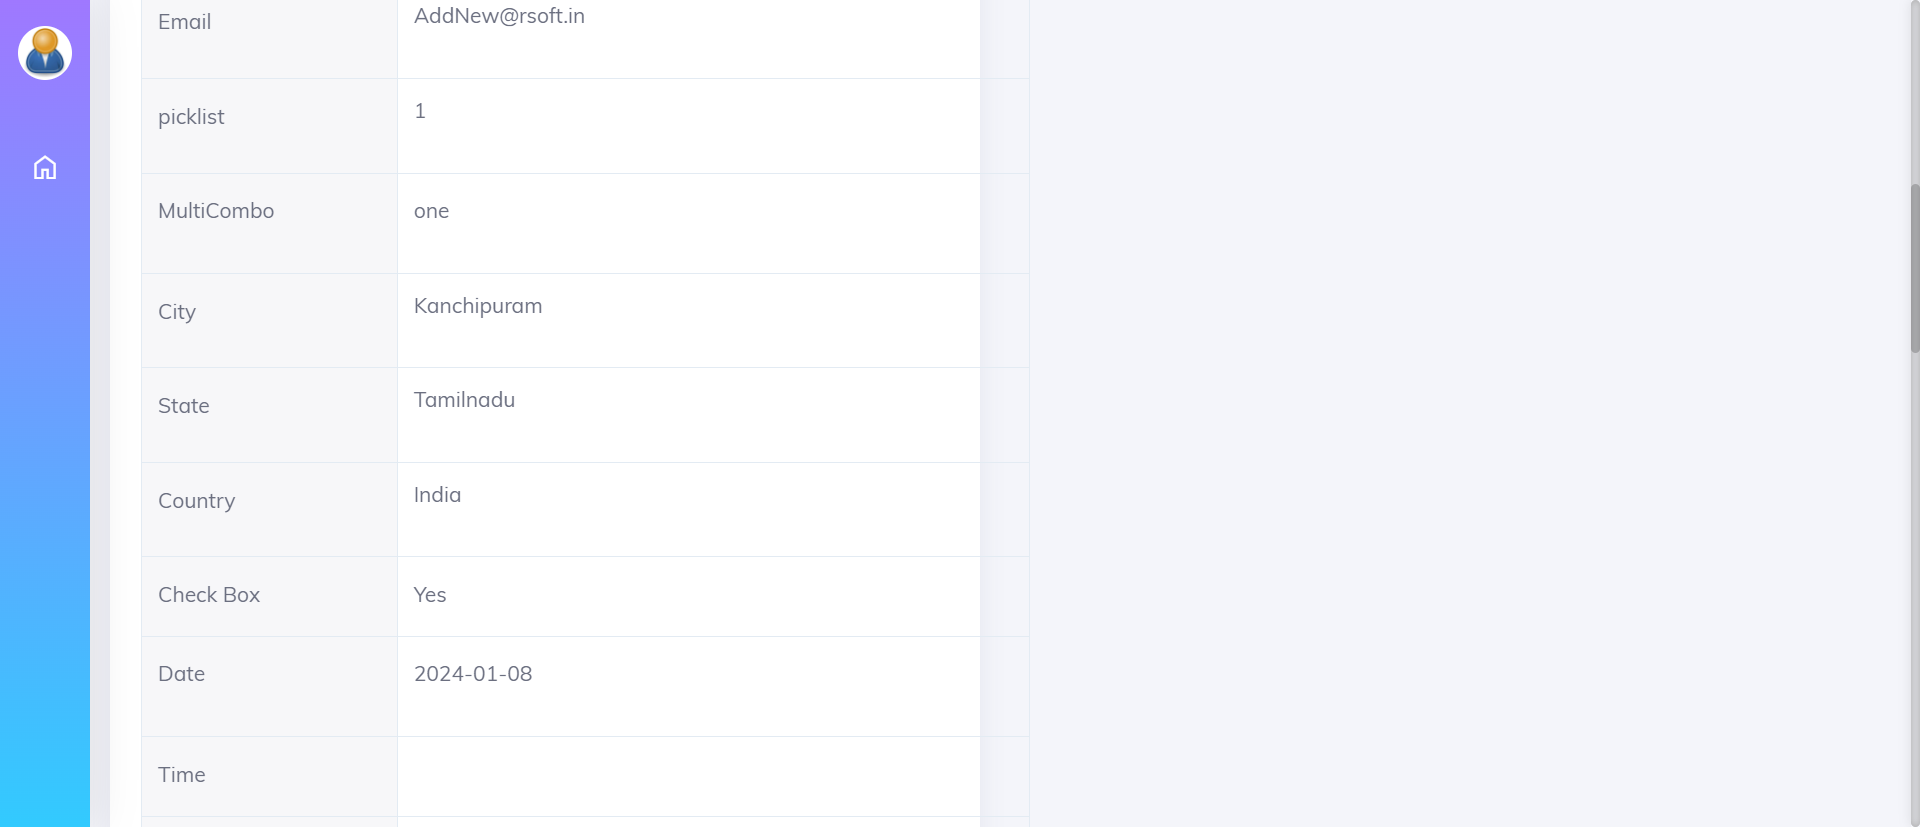 Email AddNew@rsoft.in
picklist 1
MultiCombo one
City Kanchipuram
State Tamilnadu
Country India
Check Box Yes
Date 2024-01-08
Time